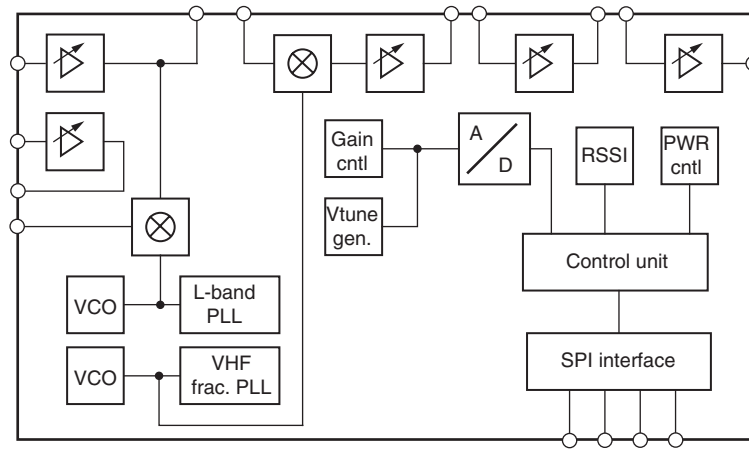 Gain
cntl
A
D
RSSI
PWR
cntl
Vtune
gen.
Control unit
VCO
L-band
PLL
VCO
VHF
frac. PLL
SPI interface